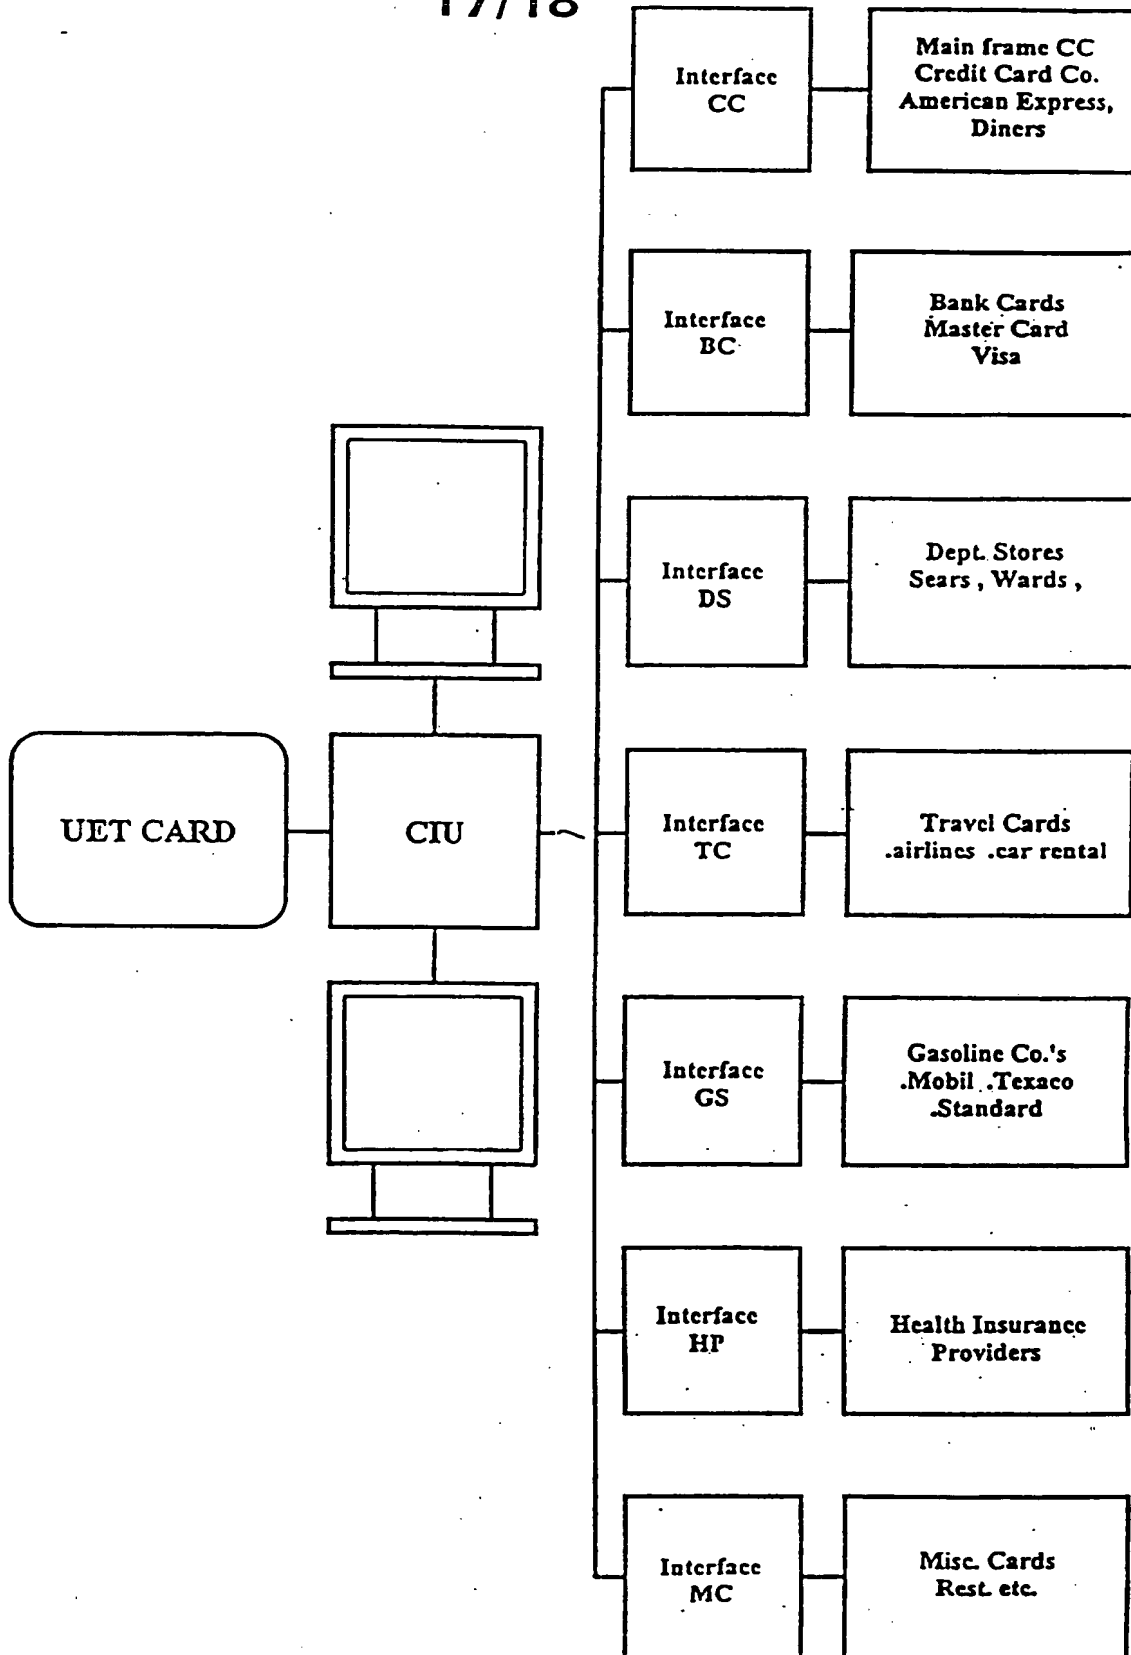 17/18
Interface
CC
Main frame CC
Credit Card Co.
American Express,
Diners
Interface
BC
Bank Cards
Master Card
Visa
Interface
DS
Dept. Stores
Sears , Wards ,
UET CARD
CIU
Interface
TC
Travel Cards
.airlines .car rental
Interface
GS
Gasoline Co.'s
.Mobil .Texaco
.Standard
Interface
HP
Health Insurance
Providers
Interface
MC
Misc. Cards
Rest. etc.